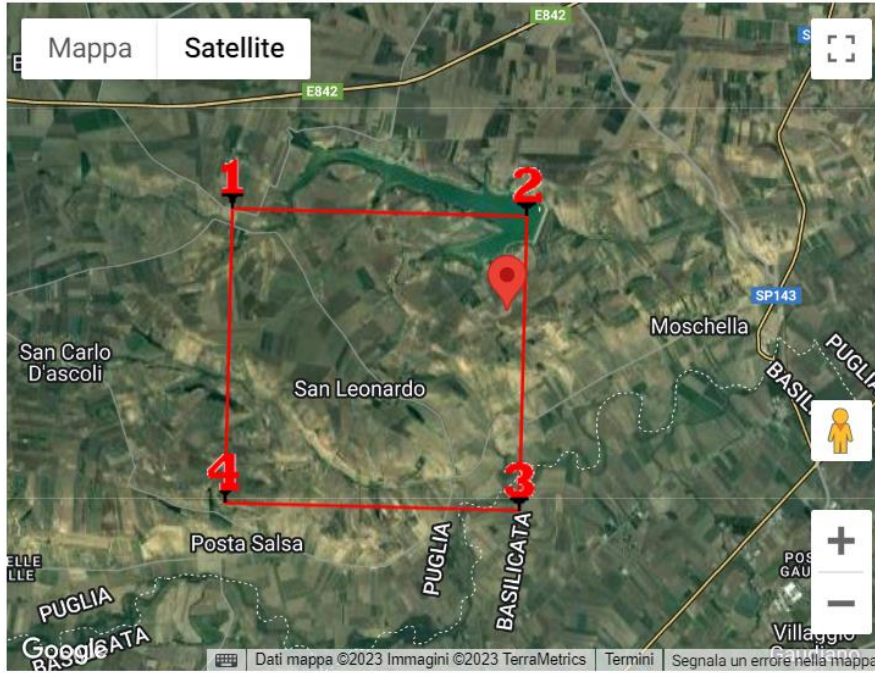 Mappa
Satellite
E842
E842
1
2
SP143
Moschella
San Carlo
D'ascoli
San Leonardo
PUGLIA
4
3
Posta Salsa
PUGLIA
BASILICATA
PUGLIA
BASILICATA
Villaggio
Gaudiano
Google
Dati mappa ©2023 Immagini ©2023 TerraMetrics
Termini
Segnala un errore nella mappa